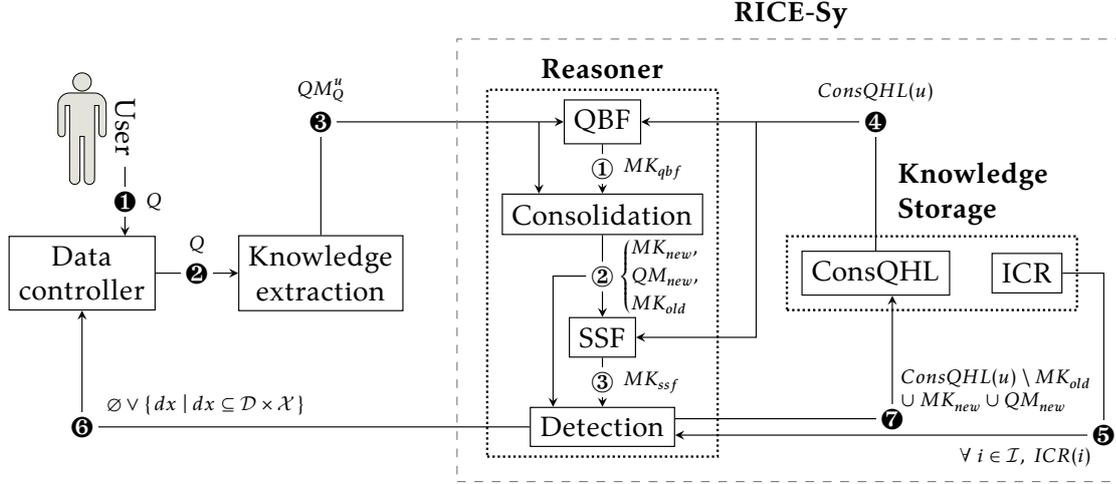 RICE-Sy
Reasoner
User
QM_Q^u
❸
QBF
ConsQHL(u)
❹
① MK_qbf
❶ Q
Knowledge
Storage
Consolidation
Data
controller
Q
❷
Knowledge
extraction
②
{MK_new,
QM_new,
MK_old
ConsQHL
ICR
SSF
③ MK_ssf
∅ ∨ {dx | dx ⊆ 𝒟 × 𝒳}
❻
Detection
ConsQHL(u) \ MK_old
∪ MK_new ∪ QM_new
❼
❺
∀ i ∈ ℐ, ICR(i)